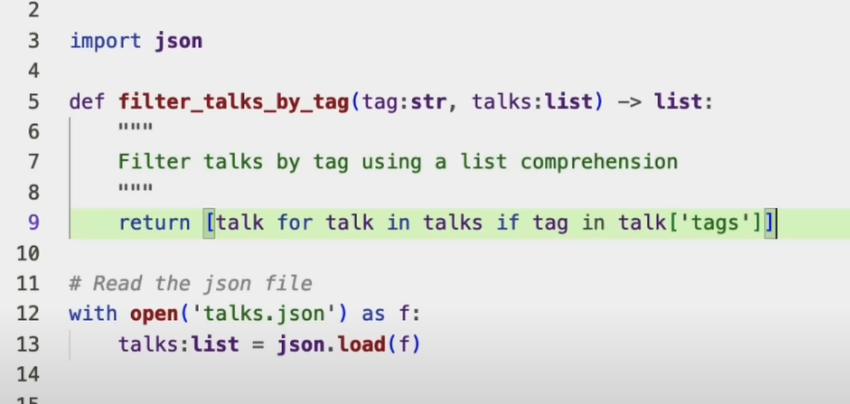 2
3 import json
4
5 def filter_talks_by_tag(tag:str, talks:list) -> list:
6 """
7 Filter talks by tag using a list comprehension
8 """
9 return [talk for talk in talks if tag in talk['tags']]
10
11 # Read the json file
12 with open('talks.json') as f:
13 talks:list = json.load(f)
14